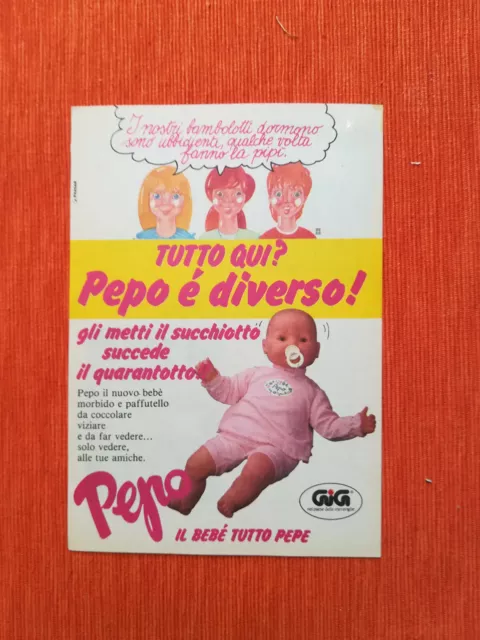 I nostri bambolotti dormono
sono ubbidienti, qualche volta
fanno la pipì.
TUTTO QUI?
Pepo é diverso!
gli metti il succhiotto
succede
il quarantotto
Pepo il nuovo bebè
morbido e paffutello
da coccolare
viziare
e da far vedere...
solo vedere,
alle tue amiche.
Pepo
GiGi
IL BEBÉ TUTTO PEPE